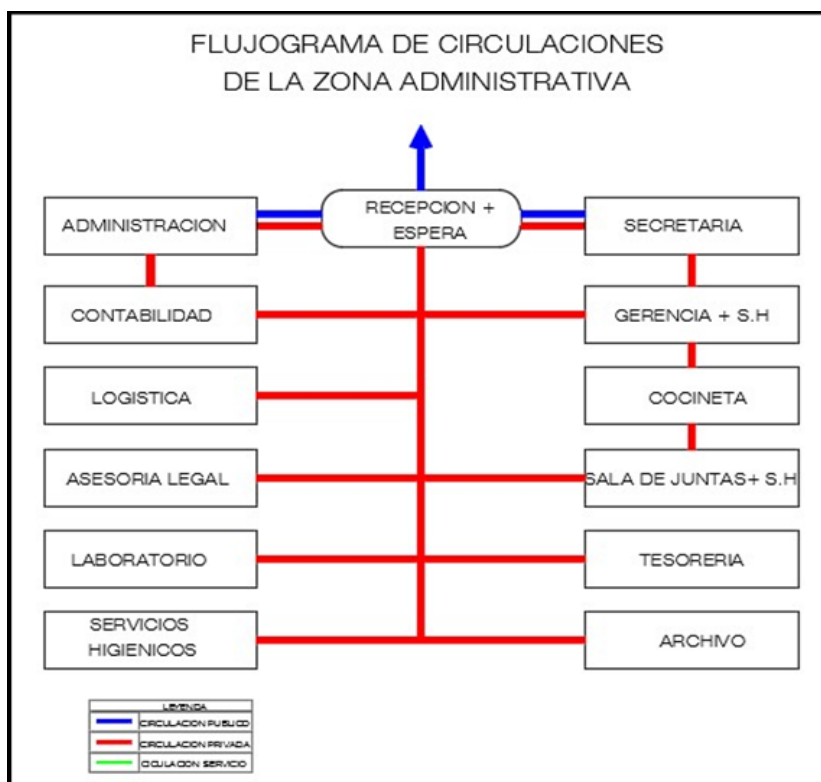 FLUJOGRAMA DE CIRCULACIONES
DE LA ZONA ADMINISTRATIVA
RECEPCION +
ESPERA
ADMINISTRACION
SECRETARIA
CONTABILIDAD
GERENCIA + S.H
LOGISTICA
COCINETA
ASESORIA LEGAL
SALA DE JUNTAS+ S.H
LABORATORIO
TESORERIA
SERVICIOS
HIGIENICOS
ARCHIVO
LEYENDA
CIRCULACION PUBLICO
CIRCULACION PRIVADA
CICULACION SERVICIO